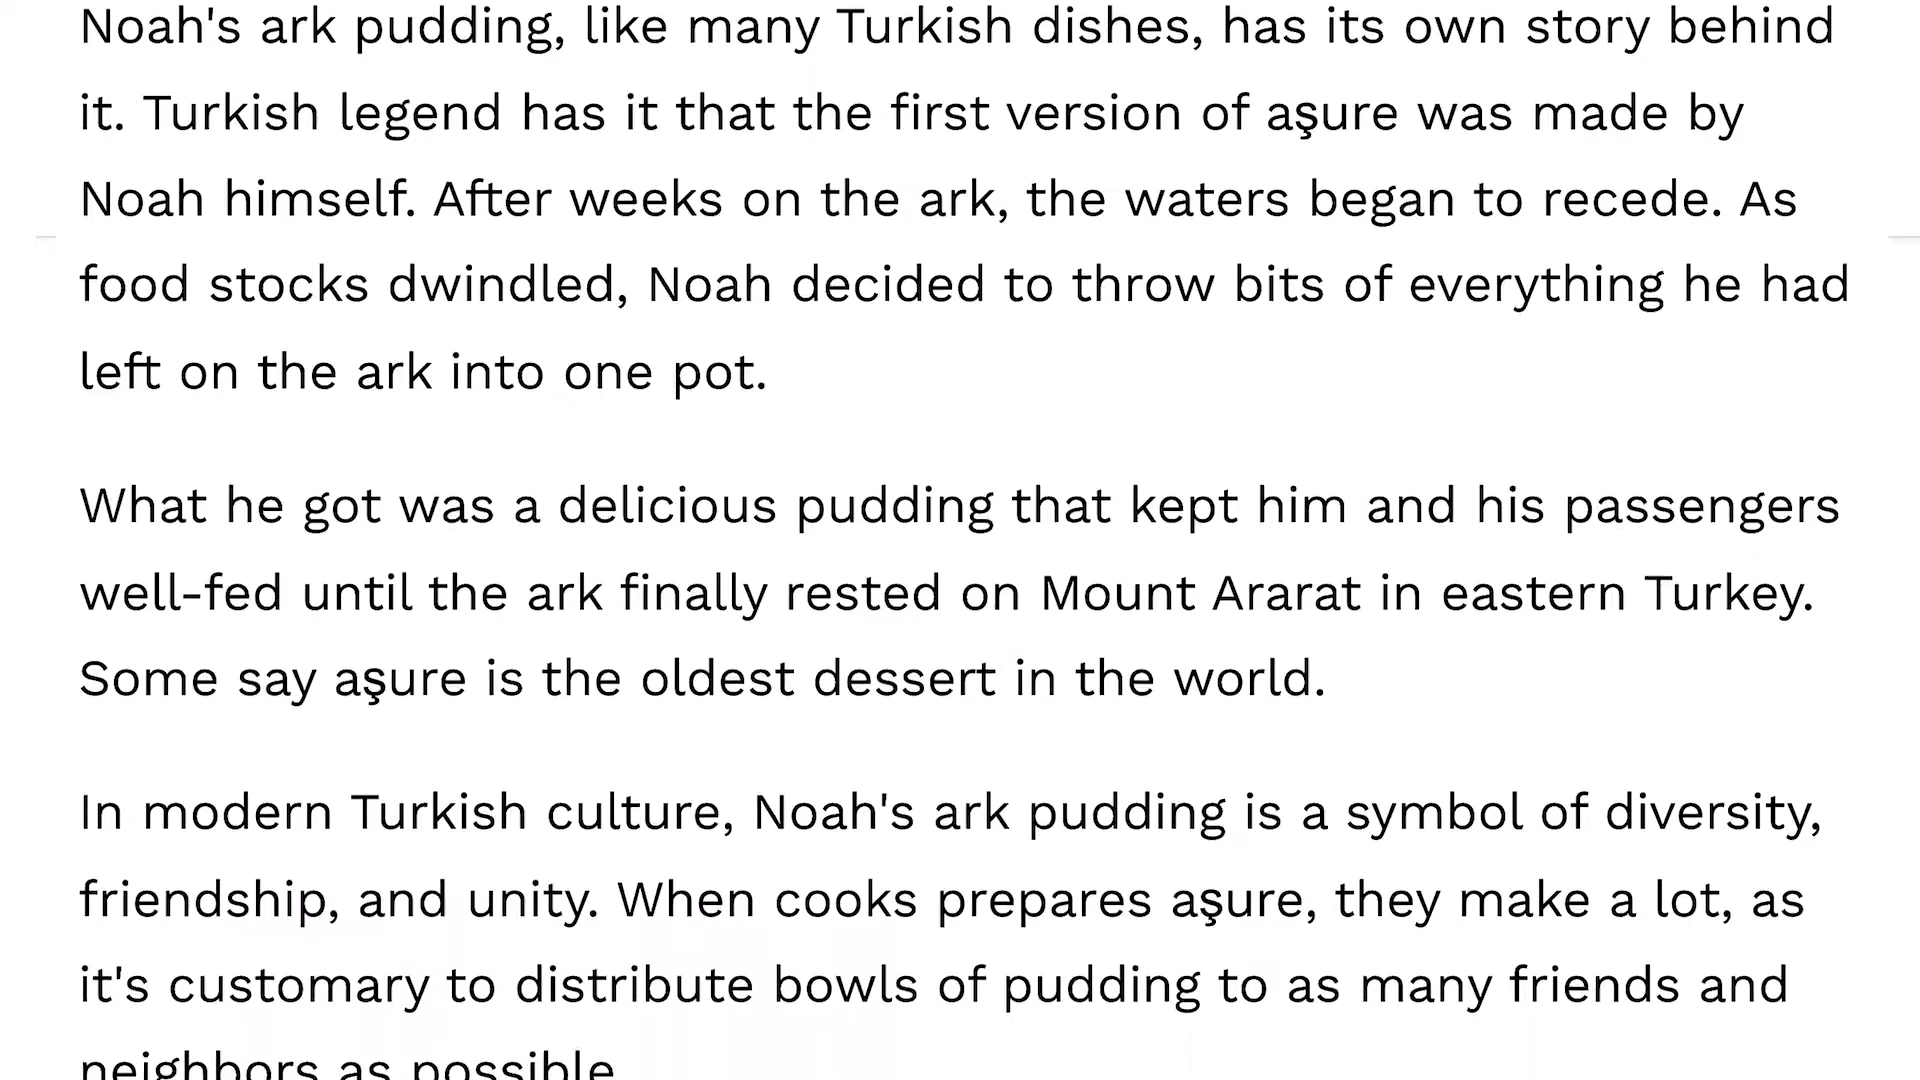 Noah's ark pudding, like many Turkish dishes, has its own story behind
it. Turkish legend has it that the first version of aşure was made by
Noah himself. After weeks on the ark, the waters began to recede. As
food stocks dwindled, Noah decided to throw bits of everything he had
left on the ark into one pot.
What he got was a delicious pudding that kept him and his passengers
well-fed until the ark finally rested on Mount Ararat in eastern Turkey.
Some say aşure is the oldest dessert in the world.
In modern Turkish culture, Noah's ark pudding is a symbol of diversity,
friendship, and unity. When cooks prepares aşure, they make a lot, as
it's customary to distribute bowls of pudding to as many friends and
neighbors as possible